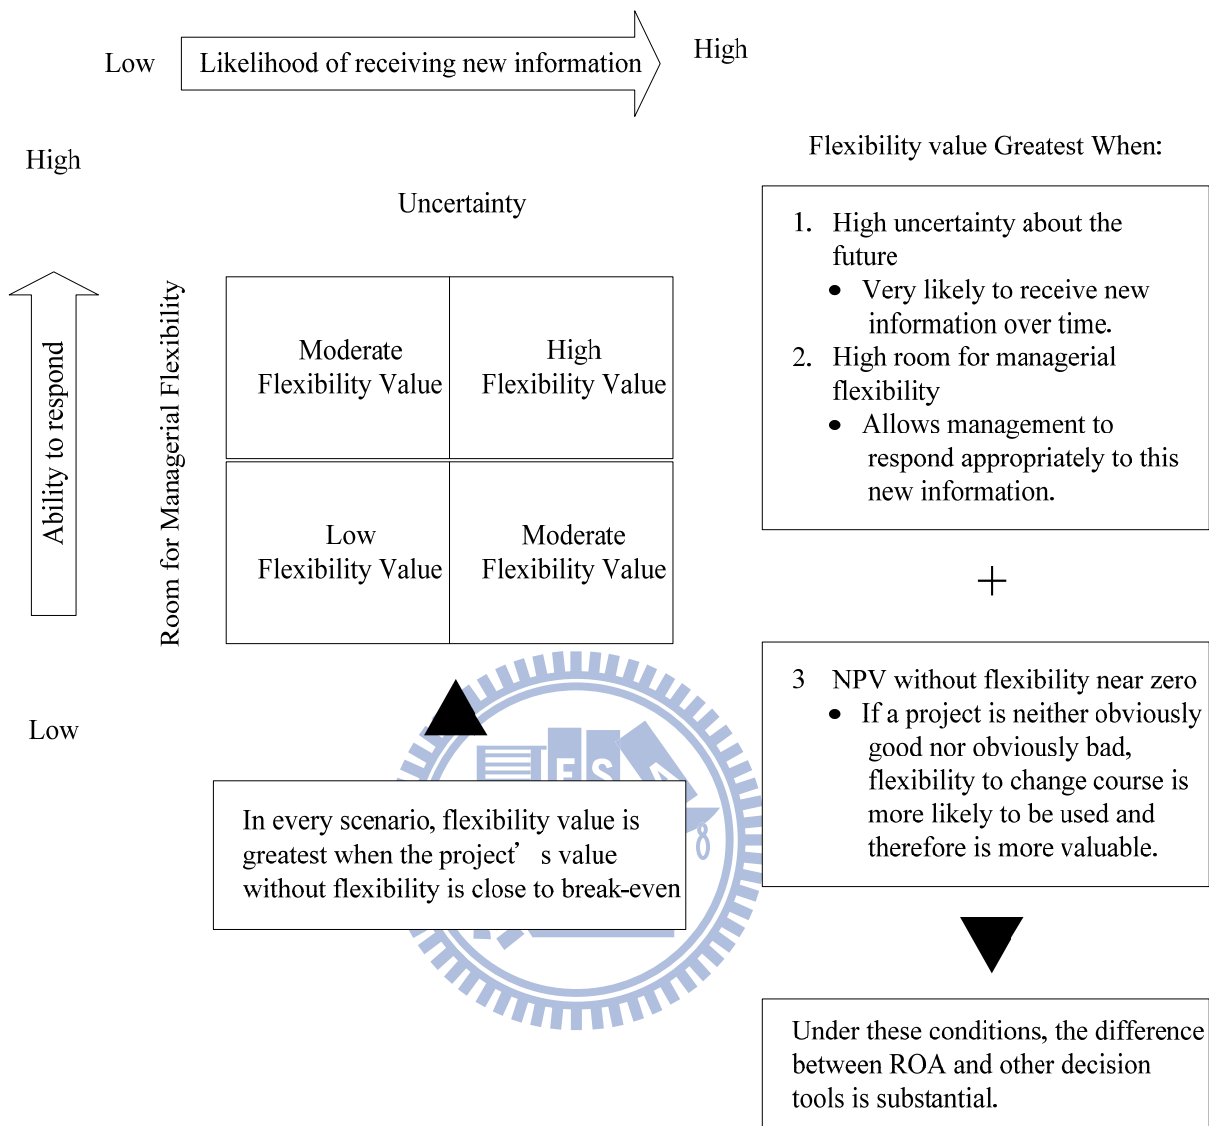 Low
Likelihood of receiving new information
High
High
Flexibility value Greatest When:
Uncertainty
Ability to respond
Room for Managerial Flexibility
Moderate
Flexibility Value
High
Flexibility Value
Low
Flexibility Value
Moderate
Flexibility Value
Low
In every scenario, flexibility value is
greatest when the project's value
without flexibility is close to break-even
1. High uncertainty about the
future
• Very likely to receive new
information over time.
2. High room for managerial
flexibility
• Allows management to
respond appropriately to this
new information.
+
3 NPV without flexibility near zero
• If a project is neither obviously
good nor obviously bad,
flexibility to change course is
more likely to be used and
therefore is more valuable.
Under these conditions, the difference
between ROA and other decision
tools is substantial.
E S
8